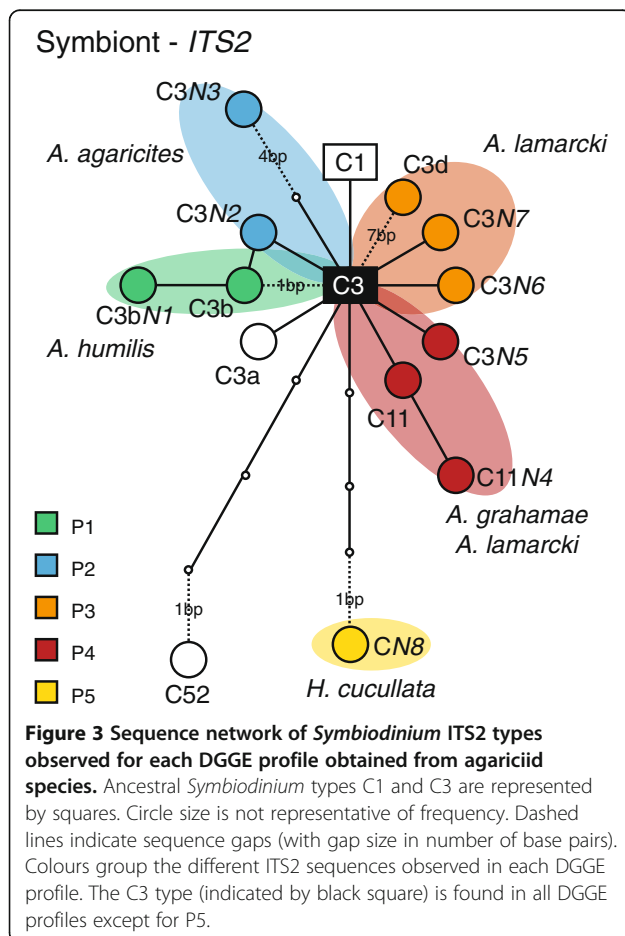 Symbiont - ITS2
C3N3
A. agaricites
4bp
C1
A. lamarcki
C3d
7bp
C3N7
C3N2
C3
C3N6
1bp
C3bN1
C3b
A. humilis
C3a
C3N5
C11
C11N4
A. grahamae
A. lamarcki
P1
P2
P3
P4
P5
1bp
C52
1bp
CN8
H. cucullata
Figure 3 Sequence network of Symbiodinium ITS2 types
observed for each DGGE profile obtained from agariciid
species. Ancestral Symbiodinium types C1 and C3 are represented
by squares. Circle size is not representative of frequency. Dashed
lines indicate sequence gaps (with gap size in number of base pairs).
Colours group the different ITS2 sequences observed in each DGGE
profile. The C3 type (indicated by black square) is found in all DGGE
profiles except for P5.